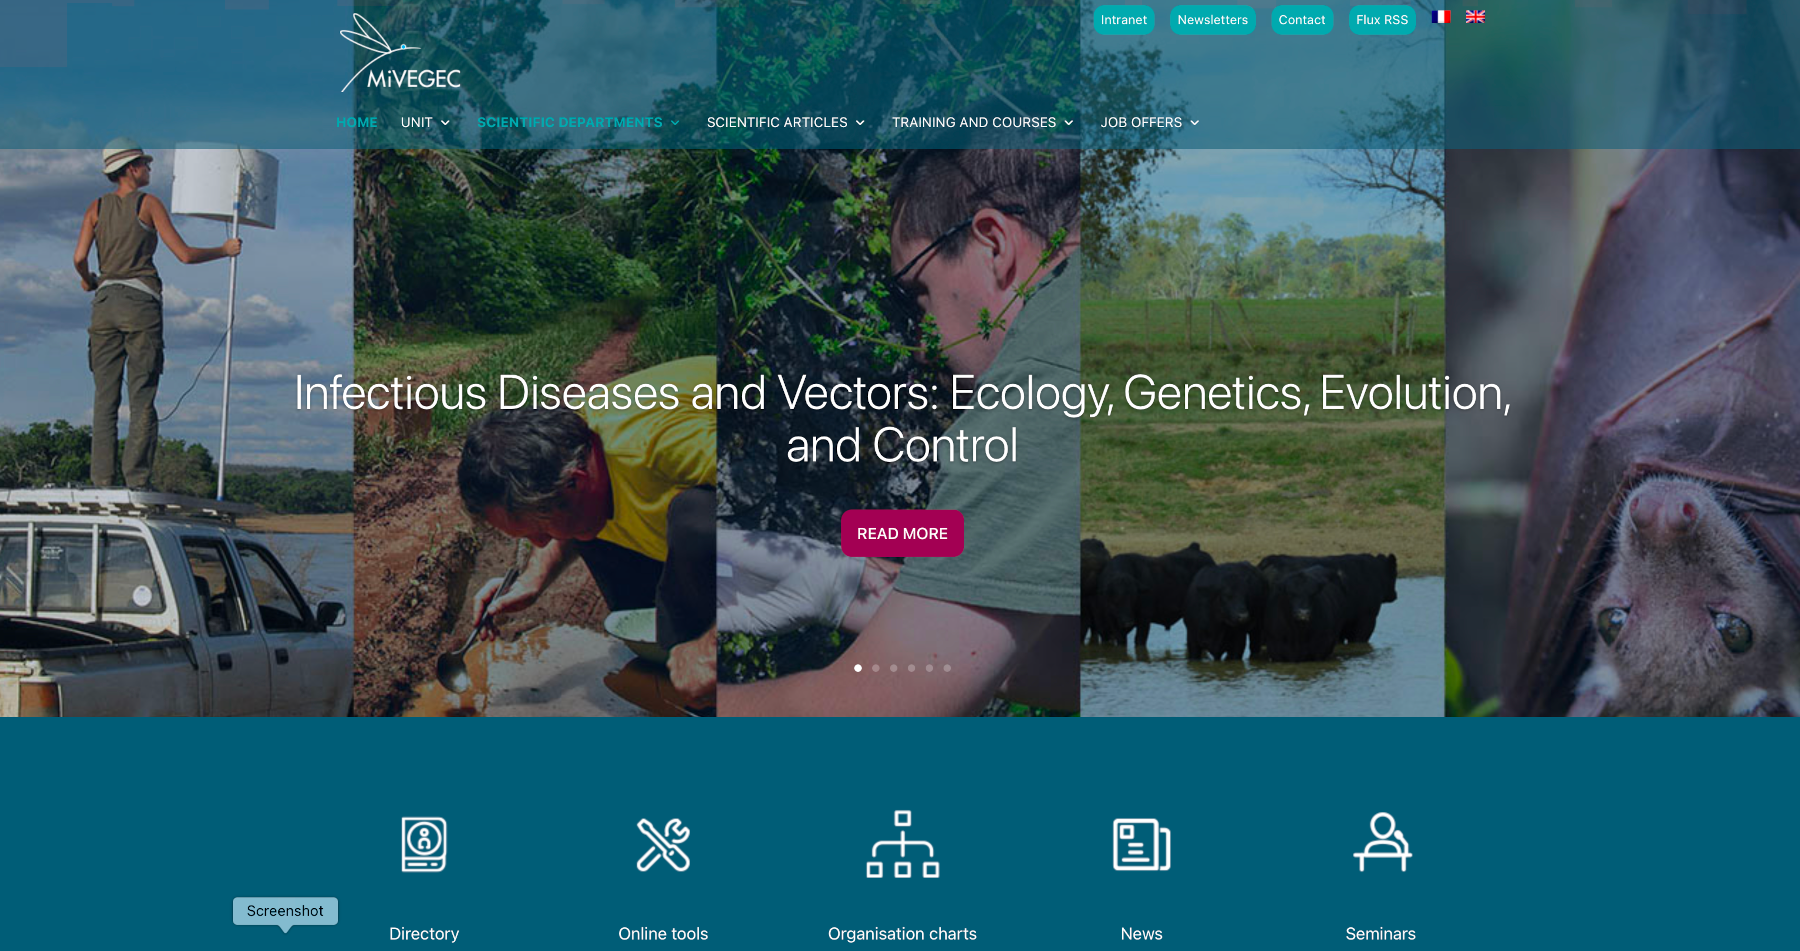 Intranet
Newsletters
Contact
Flux RSS
MiVEGEC
HOME
UNIT
SCIENTIFIC DEPARTMENTS
SCIENTIFIC ARTICLES
TRAINING AND COURSES
JOB OFFERS
Infectious Diseases and Vectors: Ecology, Genetics, Evolution,
and Control
READ MORE
Screenshot
Directory
Online tools
Organisation charts
News
Seminars